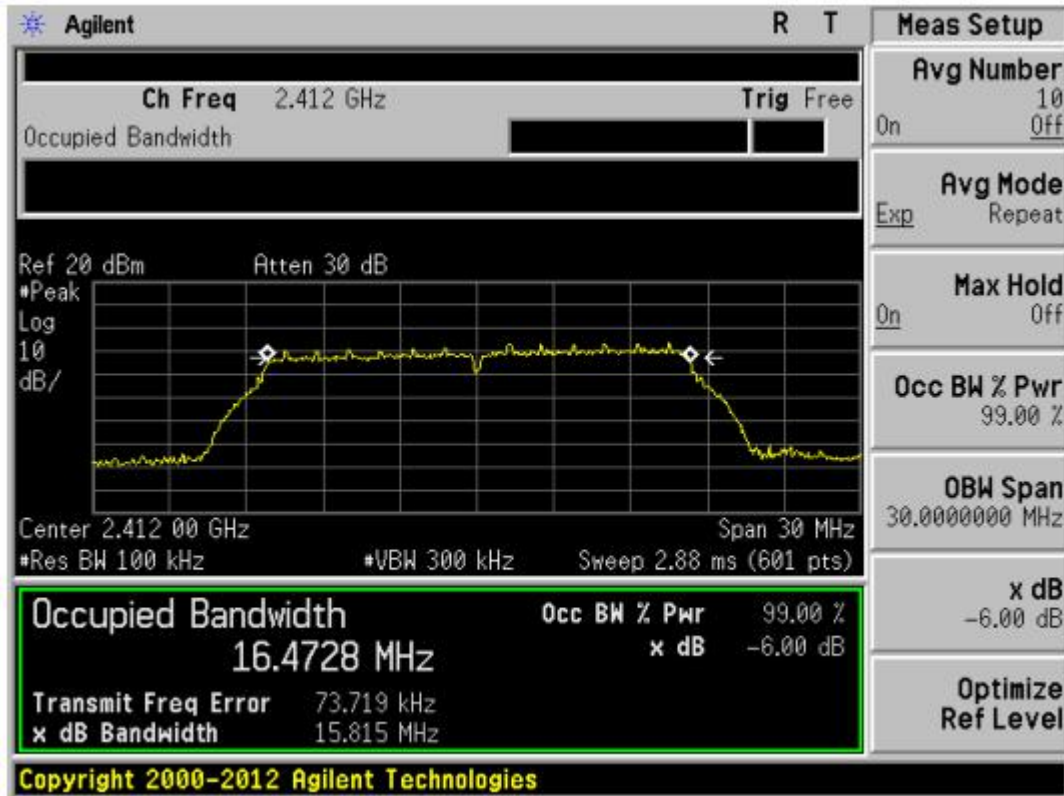 Agilent R T
Ch Freq 2.412 GHz Trig Free
Occupied Bandwidth
Ref 20 dBm Atten 30 dB
#Peak
Log
10
dB/
Center 2.412 00 GHz Span 30 MHz
#Res BW 100 kHz #VBW 300 kHz Sweep 2.88 ms (601 pts)
Occupied Bandwidth Occ BW % Pwr 99.00 %
16.4728 MHz x dB -6.00 dB
Transmit Freq Error 73.719 kHz
x dB Bandwidth 15.815 MHz
Copyright 2000-2012 Agilent Technologies
Meas Setup
Avg Number
10
On Off
Avg Mode
Exp Repeat
Max Hold
On Off
Occ BW % Pwr
99.00 %
OBW Span
30.0000000 MHz
x dB
-6.00 dB
Optimize
Ref Level